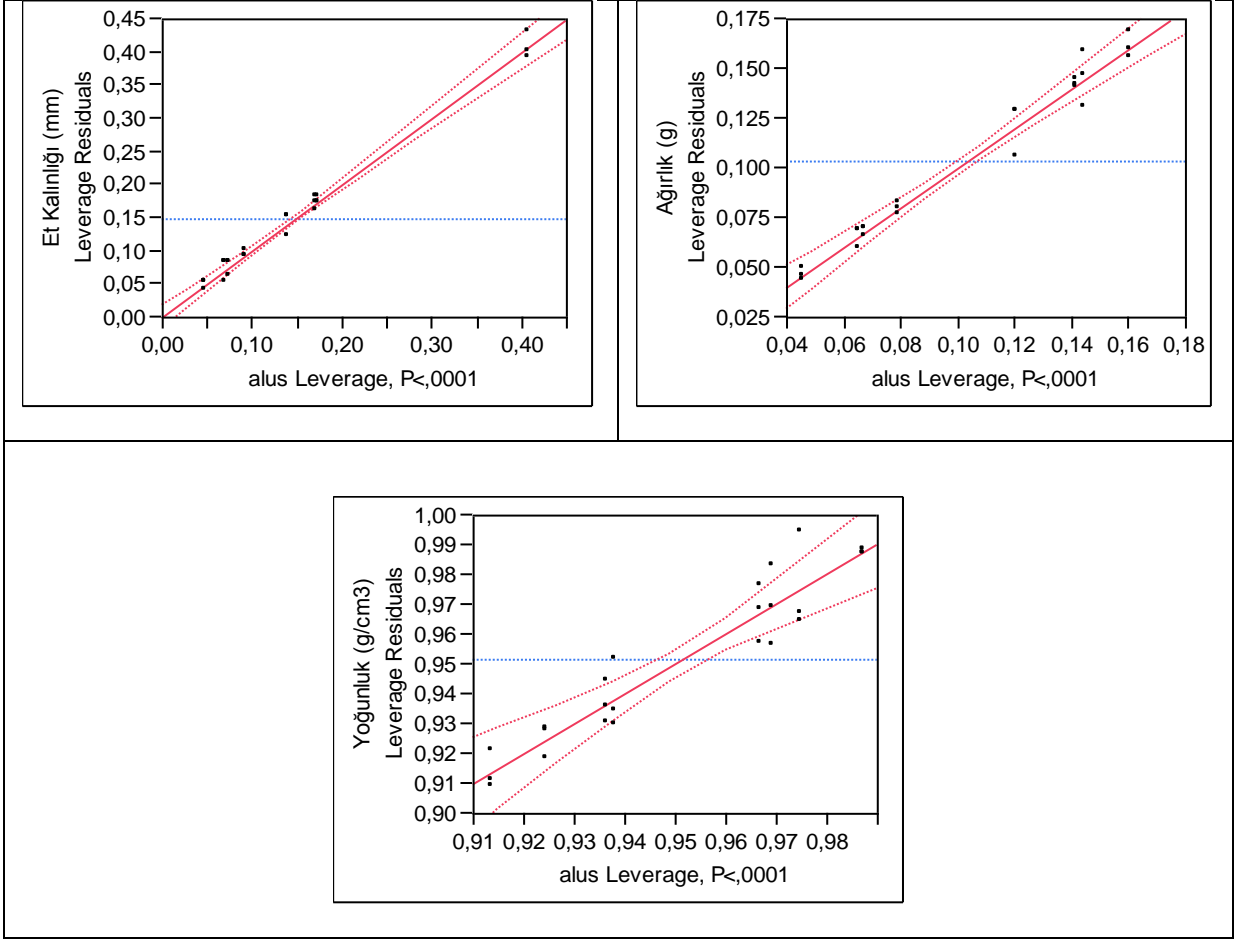 0,45
0,40
0,35
0,30
0,25
0,20
0,15
0,10
0,05
0,00
Et Kalınlığı (mm)
Leverage Residuals
0,00 0,10 0,20 0,30 0,40
alus Leverage, P<,0001
0,175
0,150
0,125
0,100
0,075
0,050
0,025
Ağırlık (g)
Leverage Residuals
0,04 0,06 0,08 0,10 0,12 0,14 0,16 0,18
alus Leverage, P<,0001
1,00
0,99
0,98
0,97
0,96
0,95
0,94
0,93
0,92
0,91
0,90
Yoğunluk (g/cm3)
Leverage Residuals
0,91 0,92 0,93 0,94 0,95 0,96 0,97 0,98
alus Leverage, P<,0001